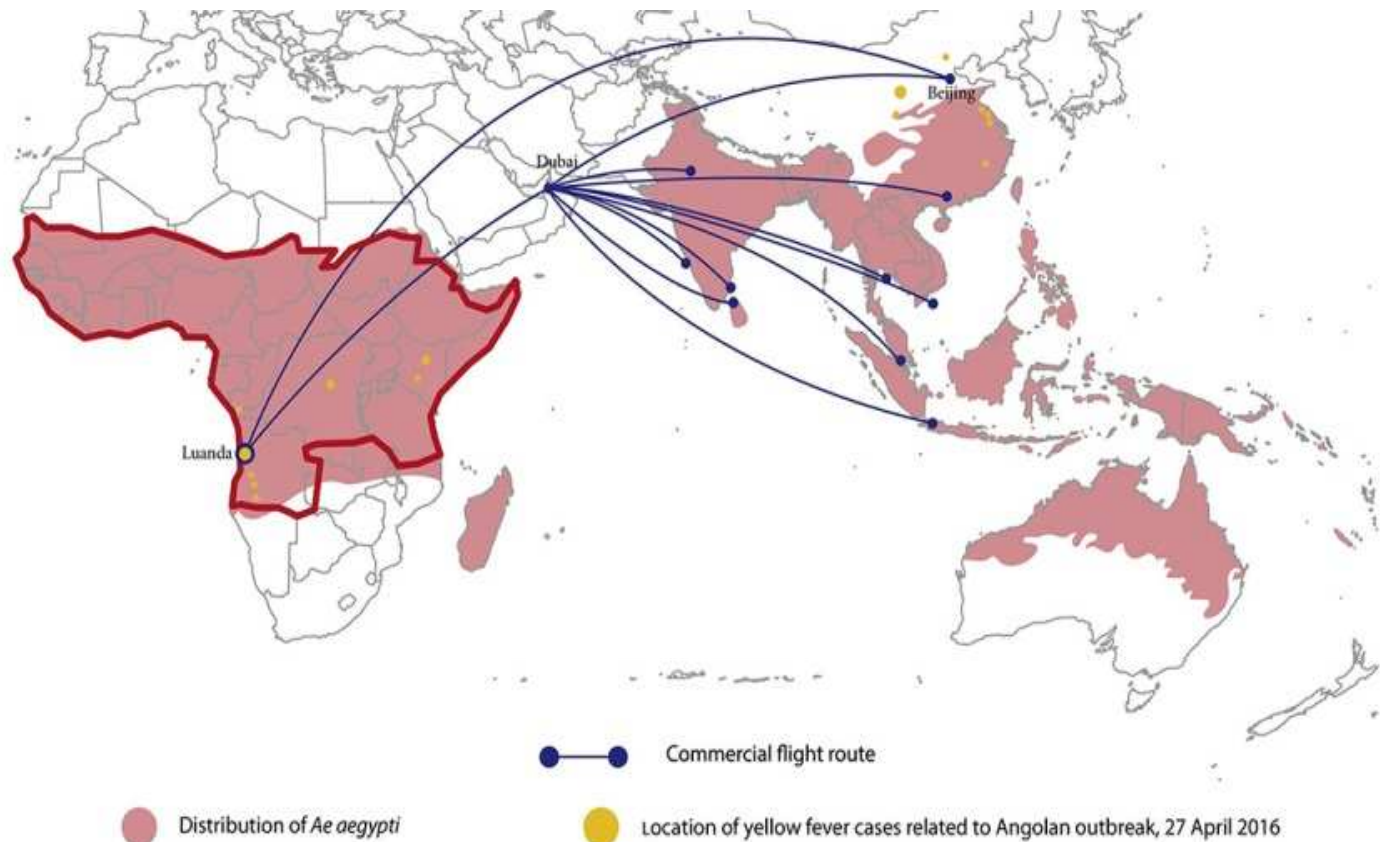 Beijing
Dubai
Luanda
Commercial flight route
Distribution of Ae aegypti
Location of yellow fever cases related to Angolan outbreak, 27 April 2016